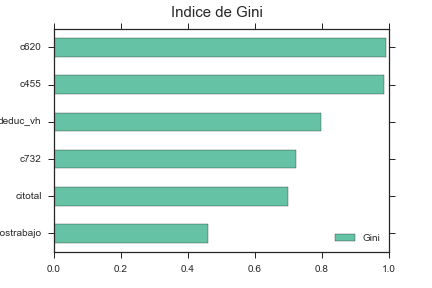 Indice de Gini
c620
c455
deduc_vh
c732
citotal
ostrabajo
Gini
0.0 0.2 0.4 0.6 0.8 1.0